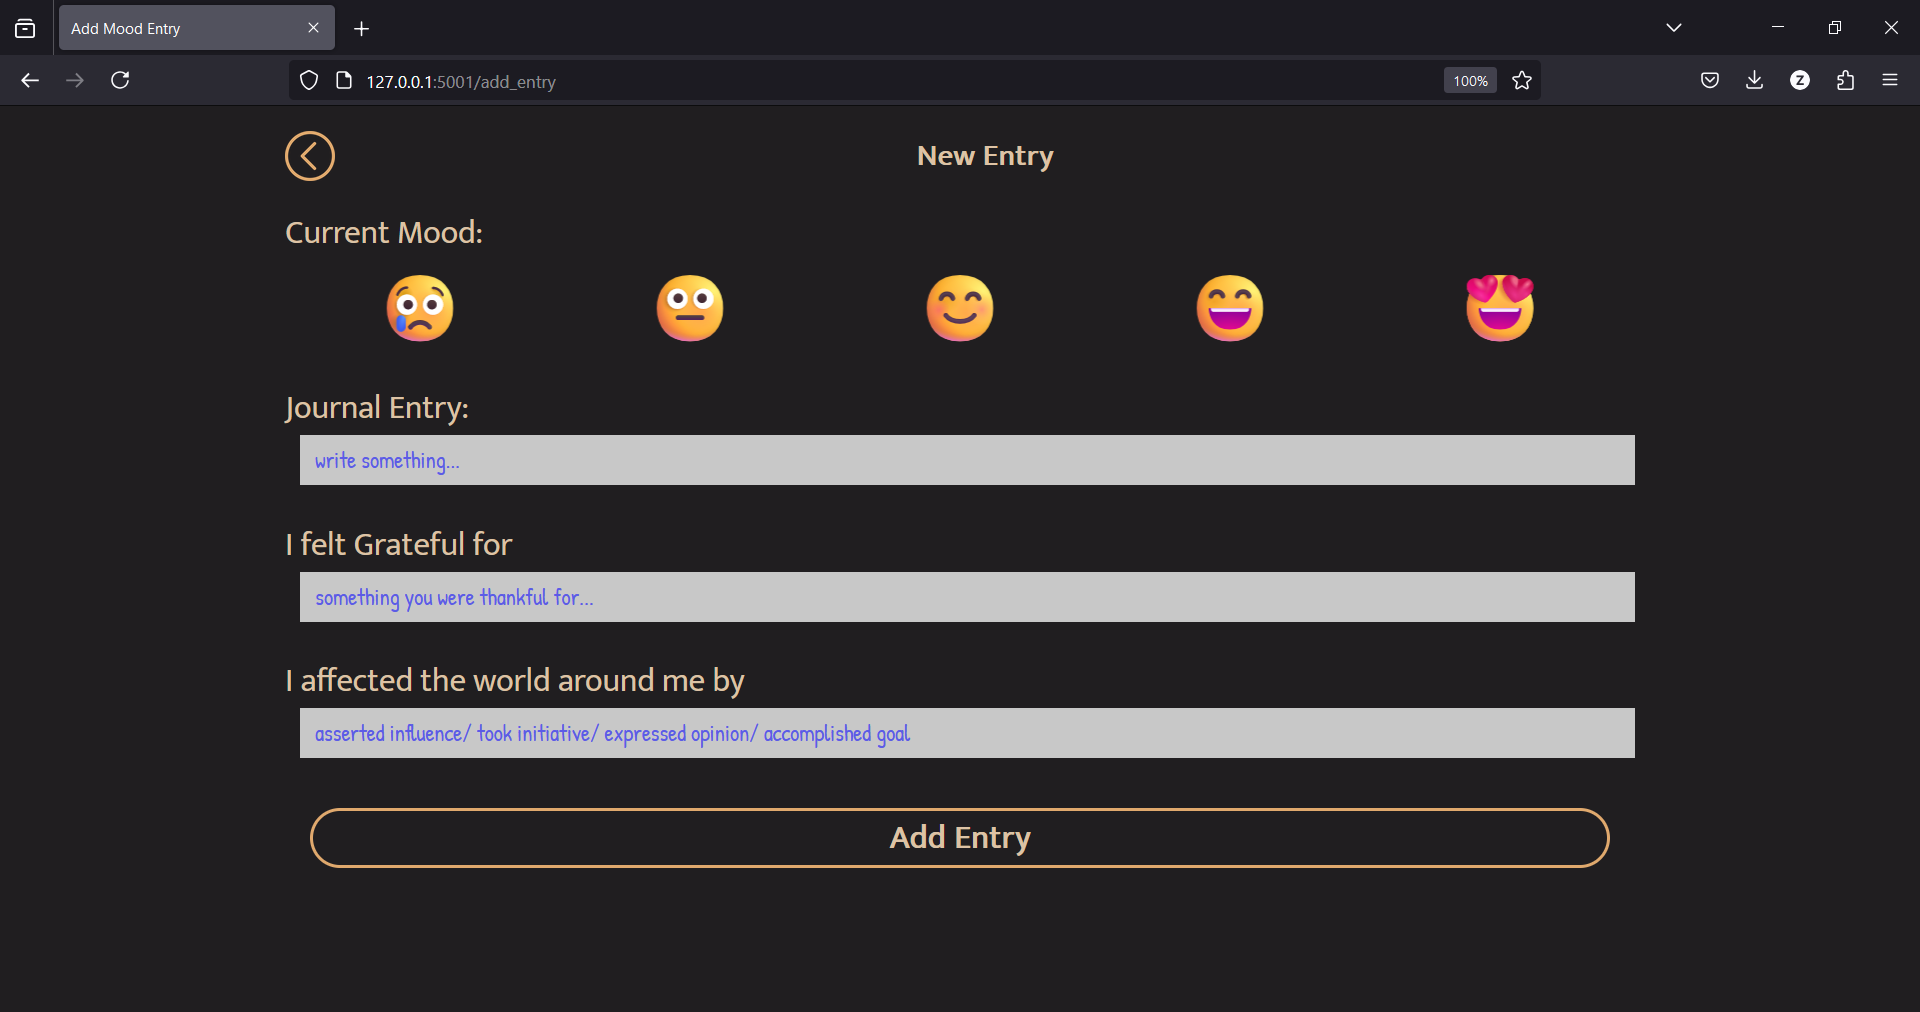 Add Mood Entry
127.0.0.1:5001/add_entry
100%
Z
New Entry
Current Mood:
Journal Entry:
write something...
I felt Grateful for
something you were thankful for...
I affected the world around me by
asserted influence/ took initiative/ expressed opinion/ accomplished goal
Add Entry